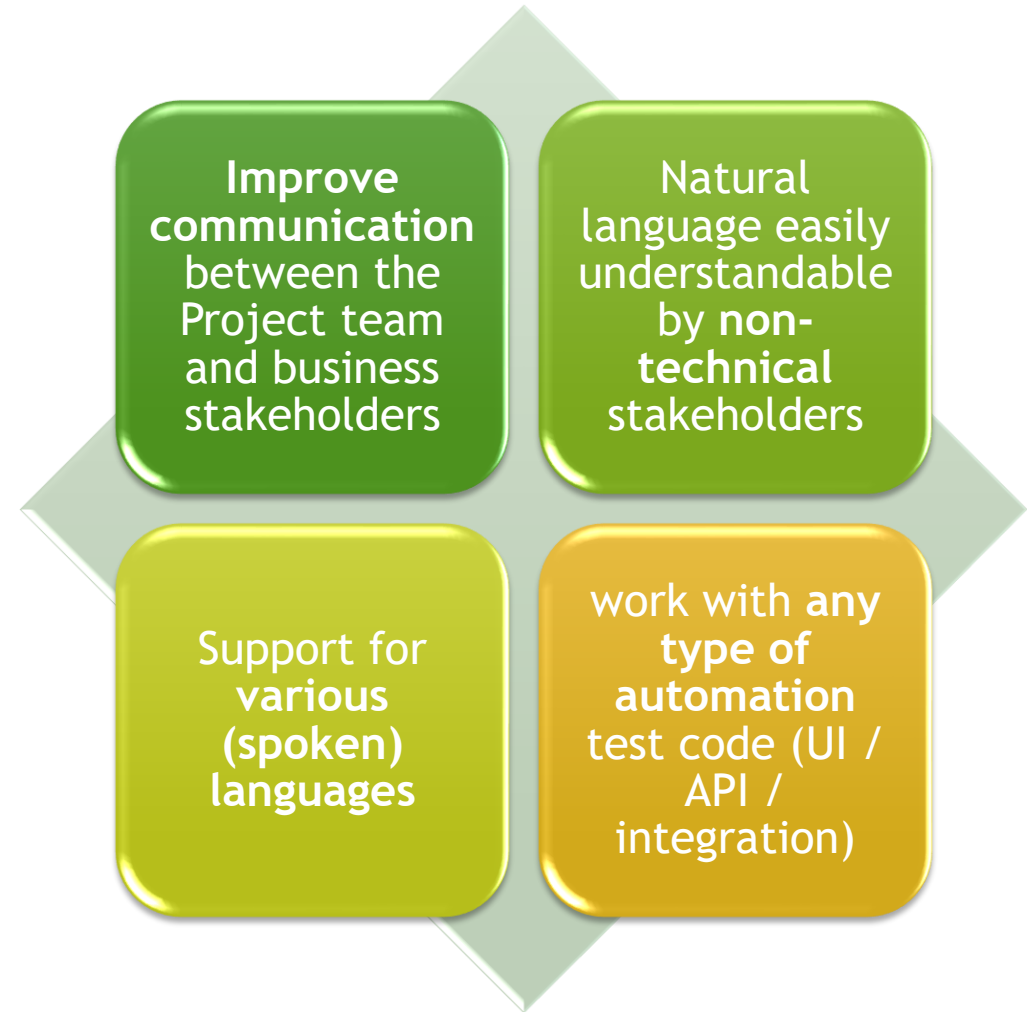 Improve
communication
between the
Project team
and business
stakeholders
Natural
language easily
understandable
by non-
technical
stakeholders
Support for
various
(spoken)
languages
work with any
type of
automation
test code (UI /
API /
integration)